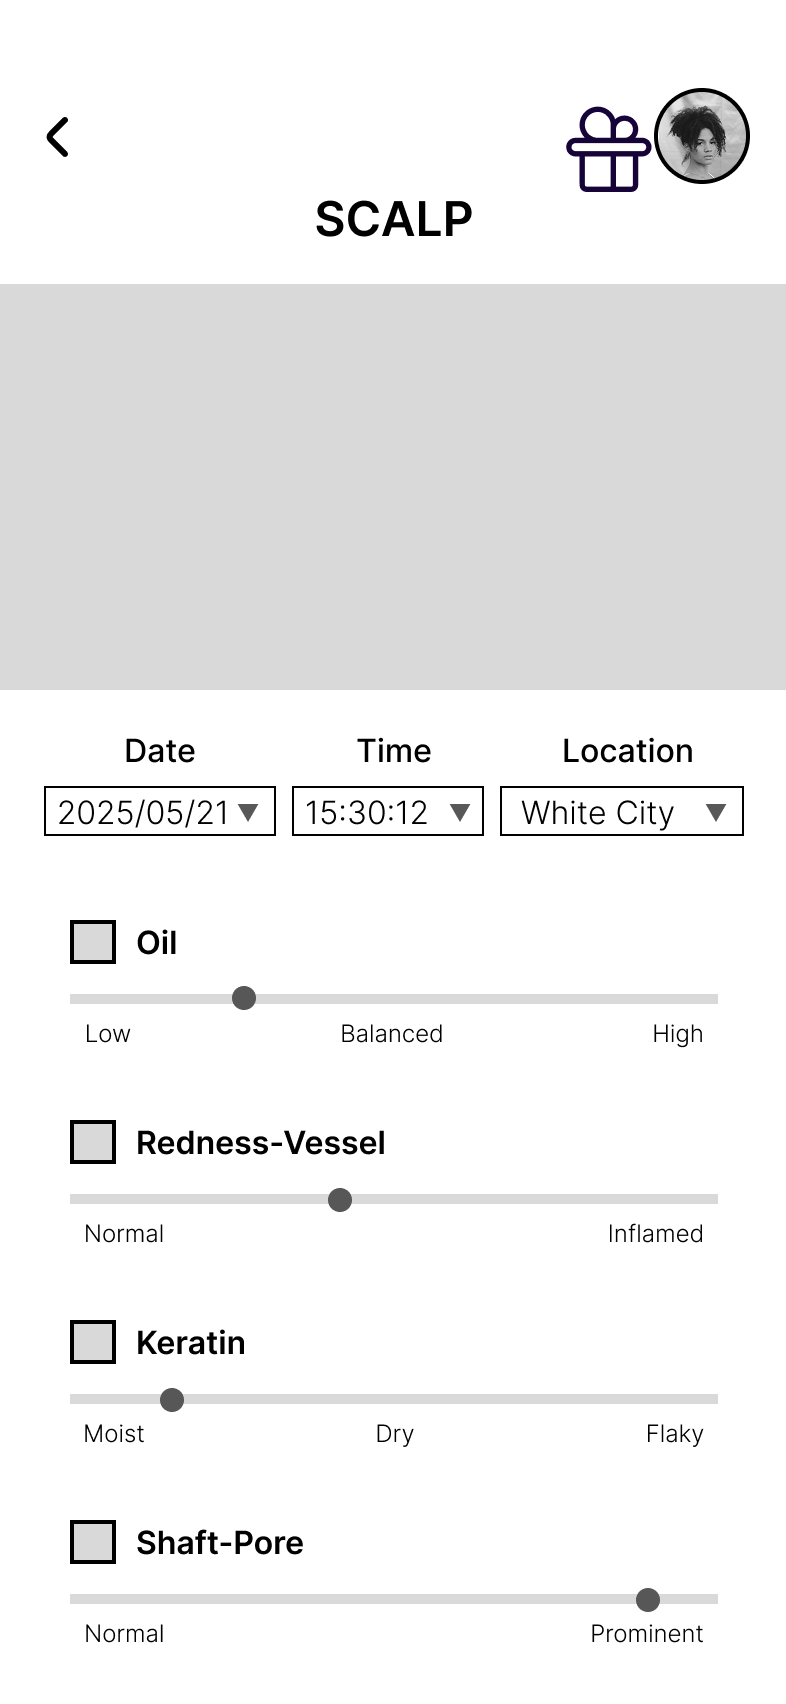 SCALP
Date Time Location
2025/05/21 15:30:12 White City
Oil
Low Balanced High
Redness-Vessel
Normal Inflamed
Keratin
Moist Dry Flaky
Shaft-Pore
Normal Prominent